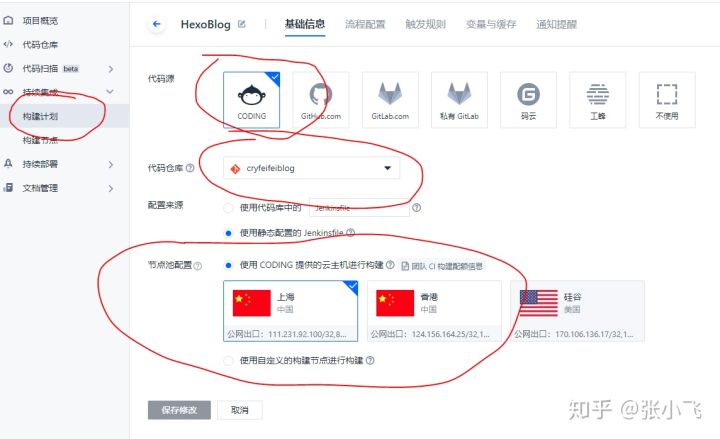 项目概览
代码仓库
代码扫描 beta
持续集成
构建计划
构建节点
持续部署
文档管理
HexoBlog
基础信息
流程配置
触发规则
变量与缓存
通知提醒
代码源
CODING
GitHub.com
GitLab.com
私有 GitLab
码云
工蜂
不使用
代码仓库
cryfeifeiblog
配置来源
使用代码库中的 Jenkinsfile
使用静态配置的 Jenkinsfile
节点池配置
使用 CODING 提供的云主机进行构建
团队 CI 构建配额信息
上海
中国
公网出口：111.231.92.100/32,8...
香港
中国
公网出口：124.156.164.25/32,1...
硅谷
美国
公网出口：170.106.136.17/32,1...
使用自定义的构建节点进行构建
保存修改
取消
知乎 @张小飞